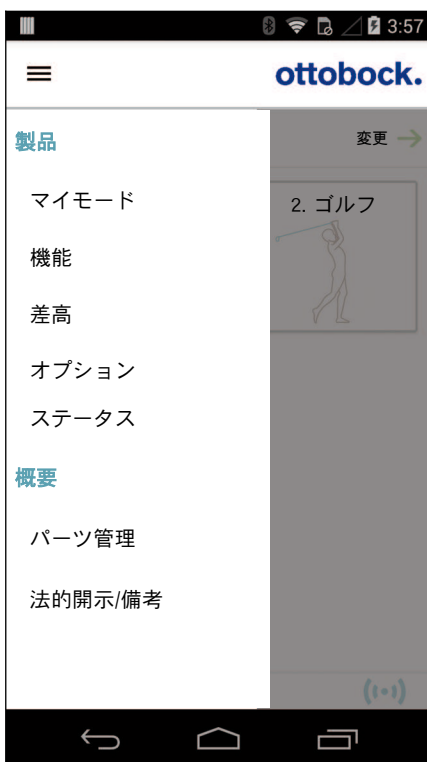 3:57
ottobock.
製品
変更
マイモード
2. ゴルフ
機能
差高
オプション
ステータス
概要
パーツ管理
法的開示/備考